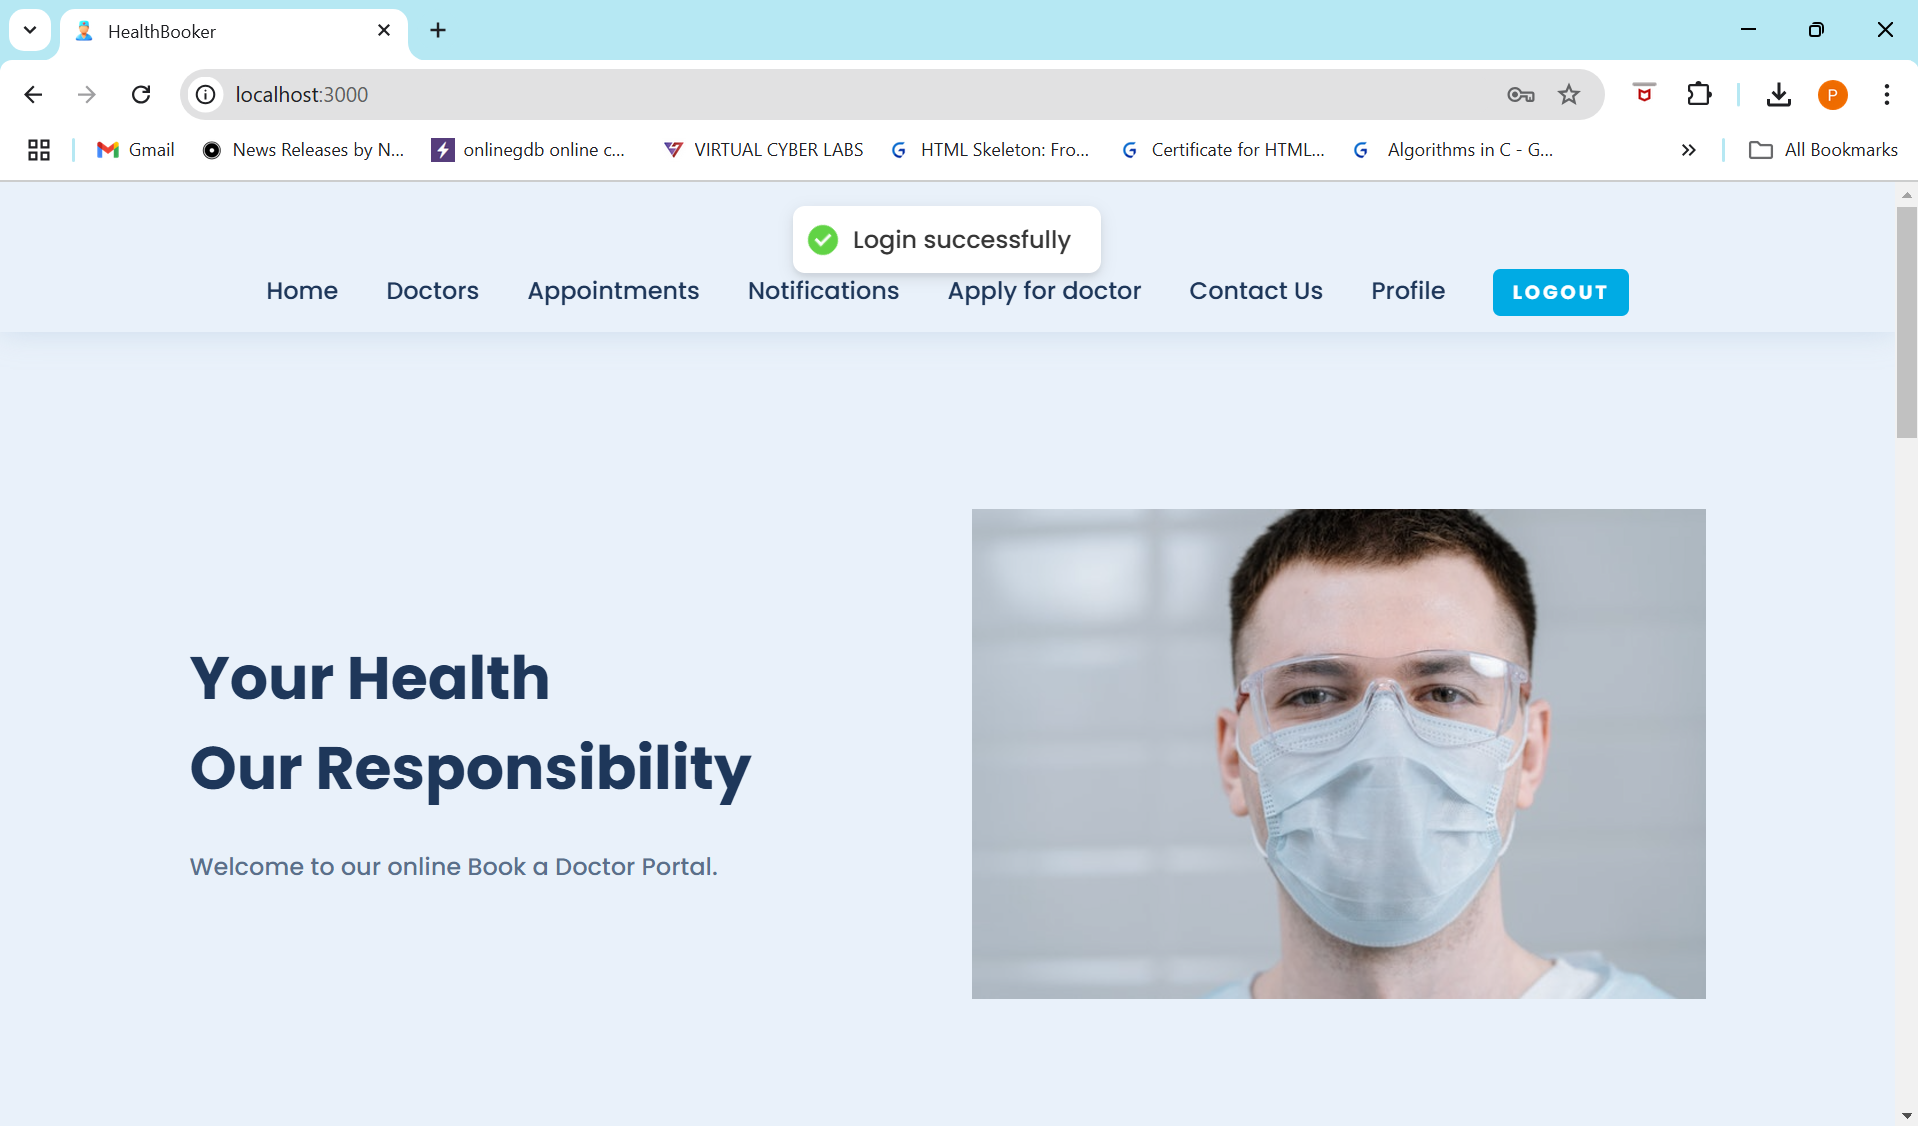 HealthBooker
localhost:3000
P
Gmail
News Releases by N...
onlinegdb online c...
VIRTUAL CYBER LABS
HTML Skeleton: Fro...
Certificate for HTML...
Algorithms in C - G...
All Bookmarks
Login successfully
Home
Doctors
Appointments
Notifications
Apply for doctor
Contact Us
Profile
LOGOUT
Your Health
Our Responsibility
Welcome to our online Book a Doctor Portal.